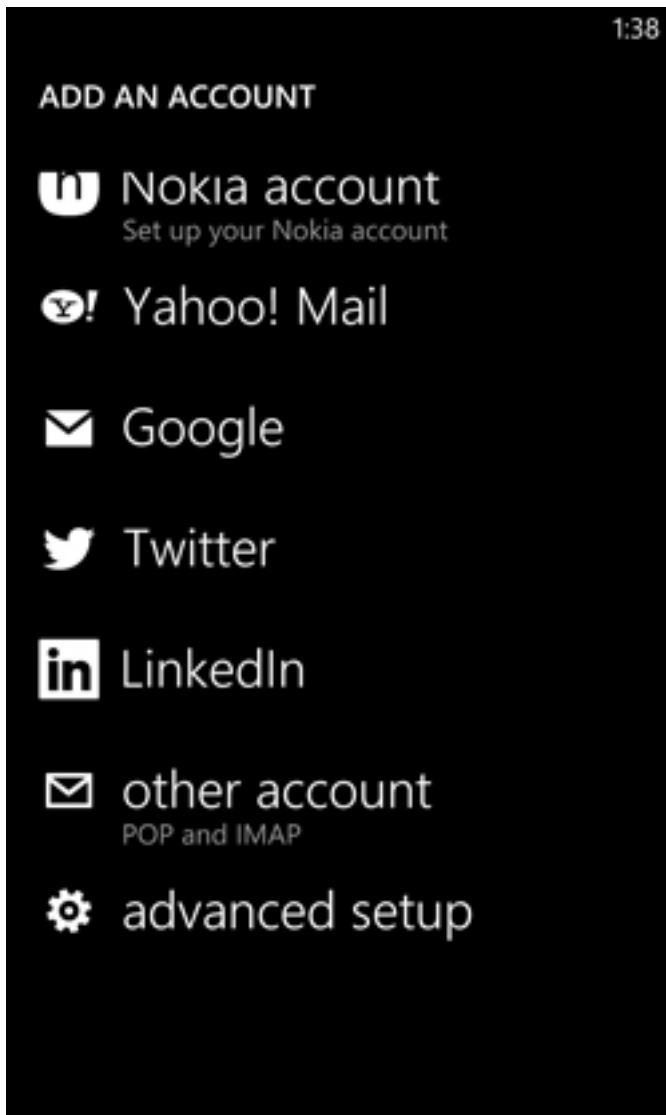 1:38
ADD AN ACCOUNT
n Nokia account
Set up your Nokia account
Y! Yahoo! Mail
Google
Twitter
in LinkedIn
other account
POP and IMAP
advanced setup